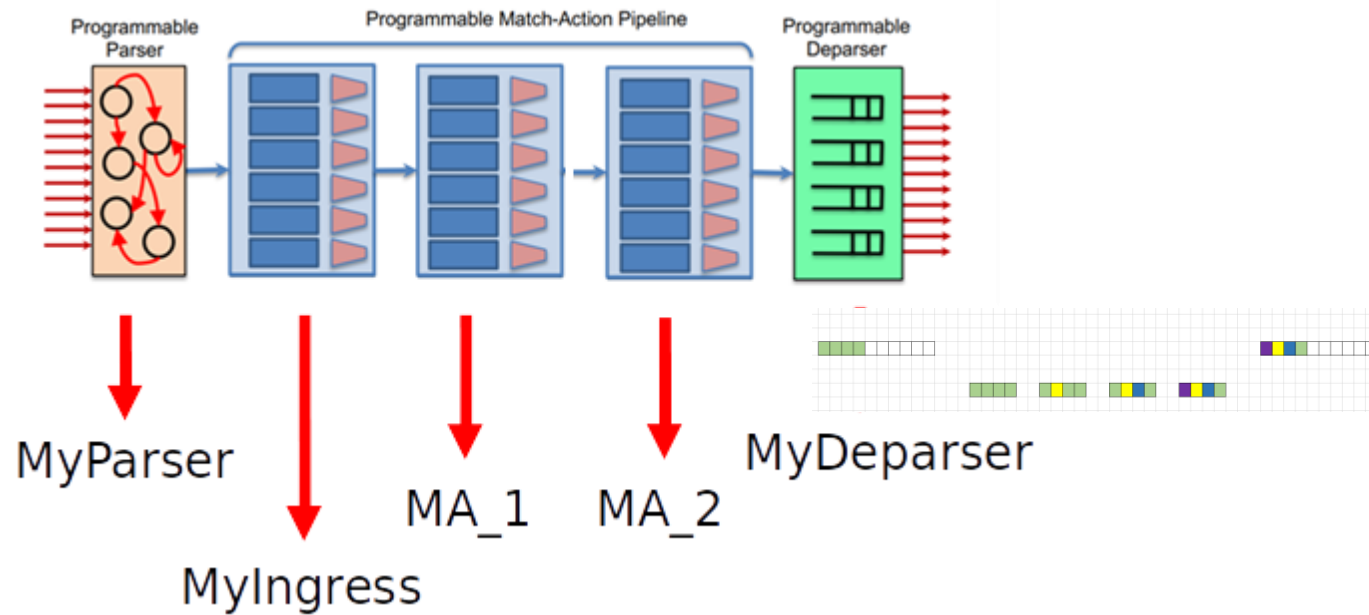 Programmable Match-Action Pipeline
Programmable
Parser
Programmable
Deparser
MyParser
MyIngress
MA_1
MA_2
MyDeparser